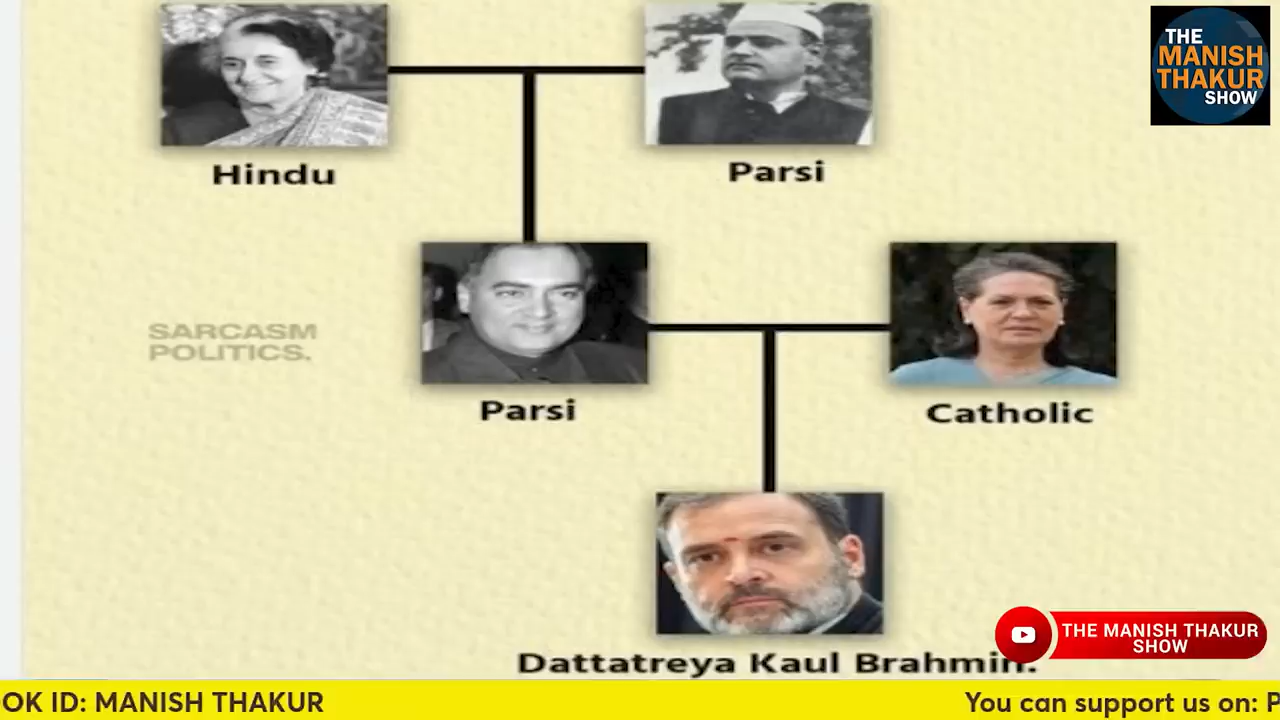 THE
MANISH
THAKUR
SHOW
Hindu
Parsi
SARCASM
POLITICS.
Parsi
Catholic
THE MANISH THAKUR
SHOW
Dattatreya Kaul Brahmin.
OK ID: MANISH THAKUR
You can support us on: P